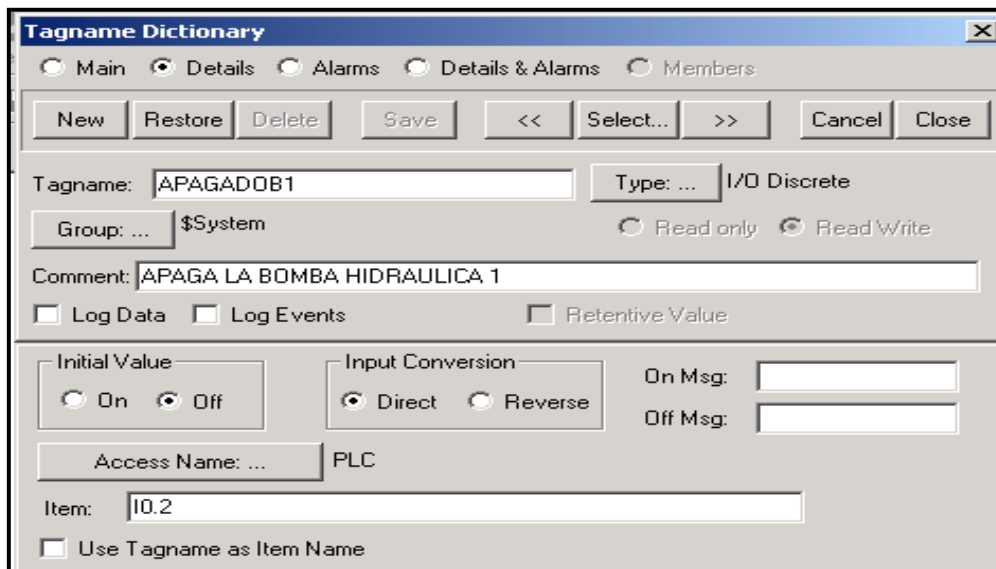 Tagname Dictionary
Main Details Alarms Details & Alarms Members
New Restore Delete Save << Select... >> Cancel Close
Tagname: APAGADOB1 Type: ... I/O Discrete
Group: ... $System Read only Read Write
Comment: APAGA LA BOMBA HIDRAULICA 1
Log Data Log Events Retentive Value
Initial Value Input Conversion On Msg:
On Off Direct Reverse
Off Msg:
Access Name: ... PLC
Item: I0.2
Use Tagname as Item Name